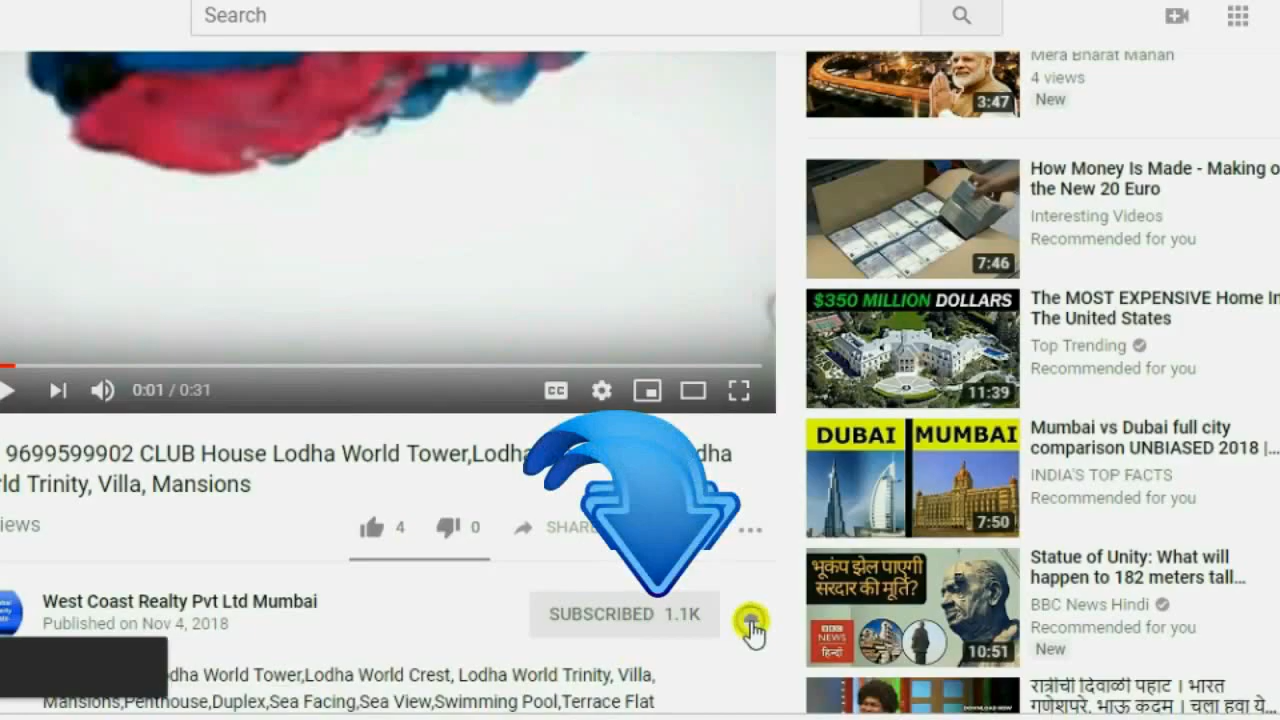 Search
Mera Bharat Mahan
4 views
New
3:47
How Money Is Made - Making o
the New 20 Euro
Interesting Videos
Recommended for you
7:46
$350 MILLION DOLLARS
11:39
The MOST EXPENSIVE Home In
The United States
Top Trending
Recommended for you
DUBAI MUMBAI
7:50
Mumbai vs Dubai full city
comparison UNBIASED 2018 |...
INDIA'S TOP FACTS
Recommended for you
भूकंप झेल पाएगी
सरदार की मूर्ति?
BBC
NEWS
हिन्दी
10:51
Statue of Unity: What will
happen to 182 meters tall...
BBC News Hindi
Recommended for you
New
रात्रीची दिवाळी पहाट । भारत
गणेशपुरे, भाऊ कदम । चला हवा ये...
DOWNLOAD NOW
0:01 / 0:31
CC
9699599902 CLUB House Lodha World Tower,Lodha
dha
ld Trinity, Villa, Mansions
iews
4
0
SHARE
West Coast Realty Pvt Ltd Mumbai
Published on Nov 4, 2018
SUBSCRIBED 1.1K
dha World Tower,Lodha World Crest, Lodha World Trinity, Villa,
Mansions,Penthouse,Duplex,Sea Facing,Sea View,Swimming Pool,Terrace Flat